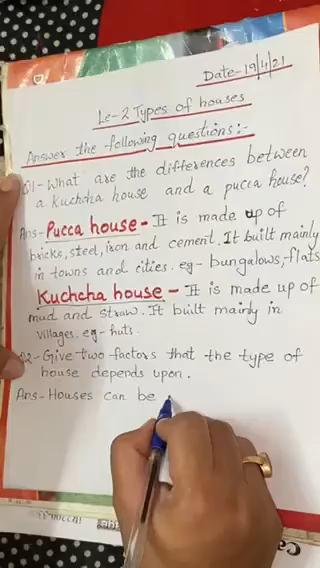 Date-19/4/21
Le-2 Types of houses
Answer the following questions:-
Q1-What are the differences between
a kuchcha house and a pucca house?
Ans-Pucca house-It is made up of
bricks, steel, iron and cement. It built mainly
in towns and cities. eg- bungalows, flats
Kuchcha house-It is made up of
mud and straw. It built mainly in
villages. eg- huts.
Q2-Give two factors that the type of
house depends upon.
Ans-Houses can be